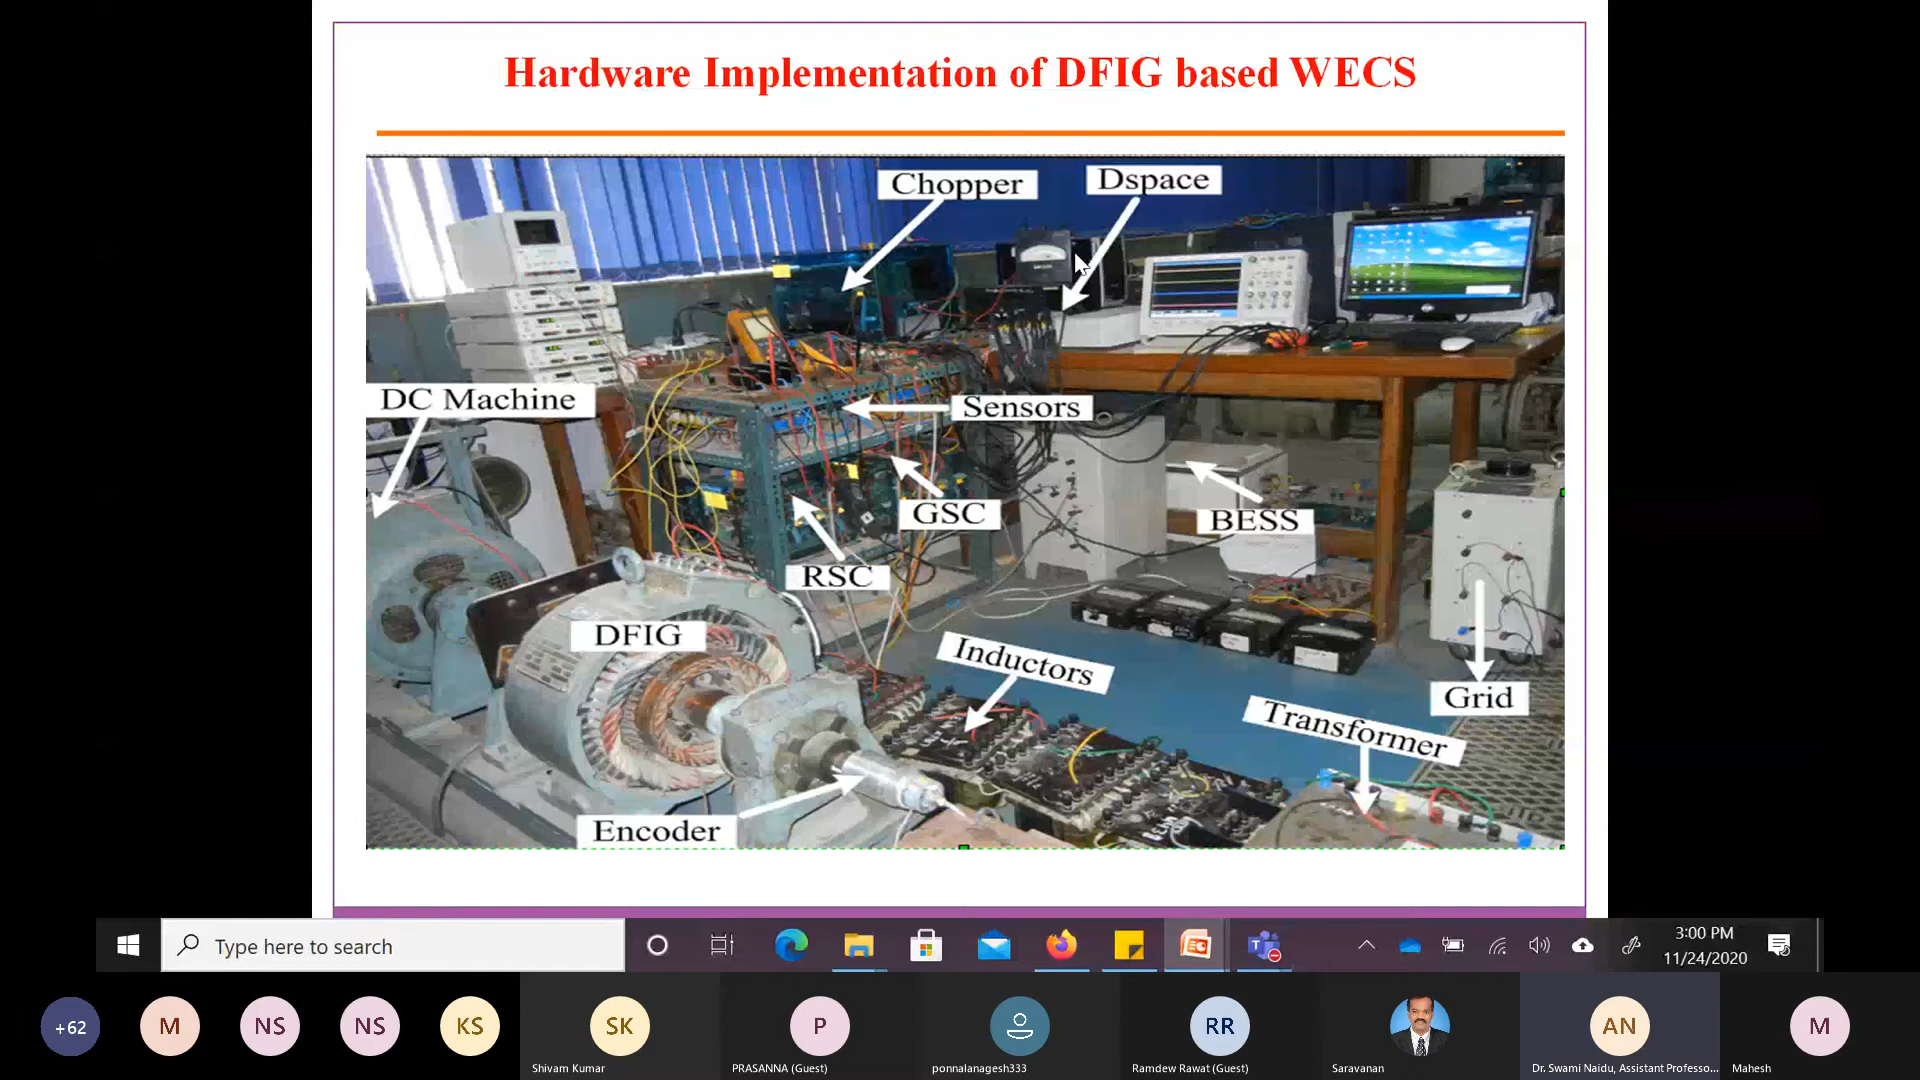 Hardware Implementation of DFIG based WECS
Chopper
Dspace
DC Machine
Sensors
GSC
BESS
RSC
DFIG
Inductors
Grid
Transformer
Encoder
Type here to search
3:00 PM
11/24/2020
+62
M
NS
NS
KS
SK
P
RR
AN
M
Shivam Kumar
PRASANNA (Guest)
ponnalanagesh333
Ramdew Rawat (Guest)
Saravanan
Dr. Swami Naidu, Assistant Professo...
Mahesh